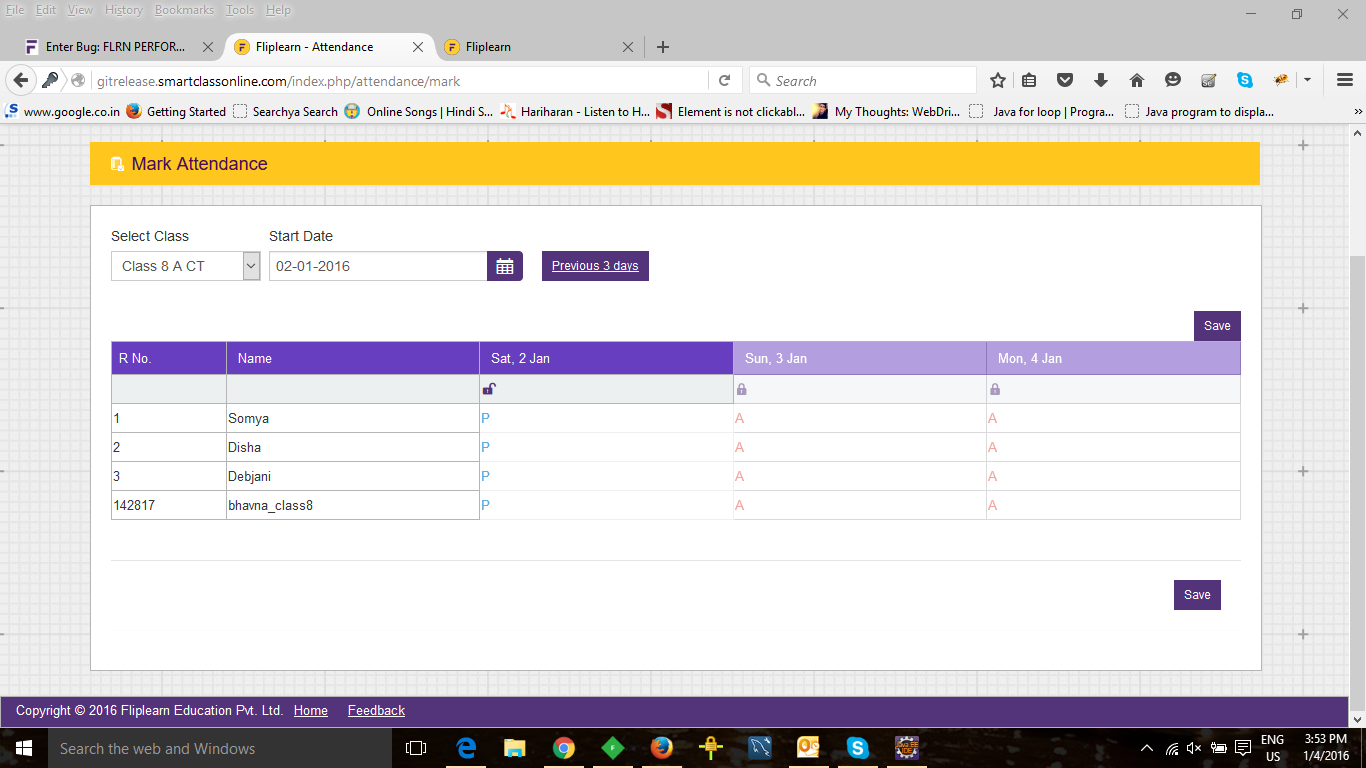 File Edit View History Bookmarks Tools Help
Enter Bug: FLRN PERFOR... Fliplearn - Attendance Fliplearn
gitrelease.smartclassonline.com/index.php/attendance/mark Search
www.google.co.in Getting Started Searchya Search Online Songs | Hindi S... Hariharan - Listen to H... Element is not clickabl... My Thoughts: WebDri... Java for loop | Progra... Java program to displa...
Mark Attendance
Select Class Start Date
Class 8 A CT 02-01-2016 Previous 3 days
Save
R No. Name Sat, 2 Jan Sun, 3 Jan Mon, 4 Jan
1 Somya P A A
2 Disha P A A
3 Debjani P A A
142817 bhavna_class8 P A A
Save
Copyright © 2016 Fliplearn Education Pvt. Ltd. Home Feedback
Search the web and Windows ENG 3:53 PM
US 1/4/2016